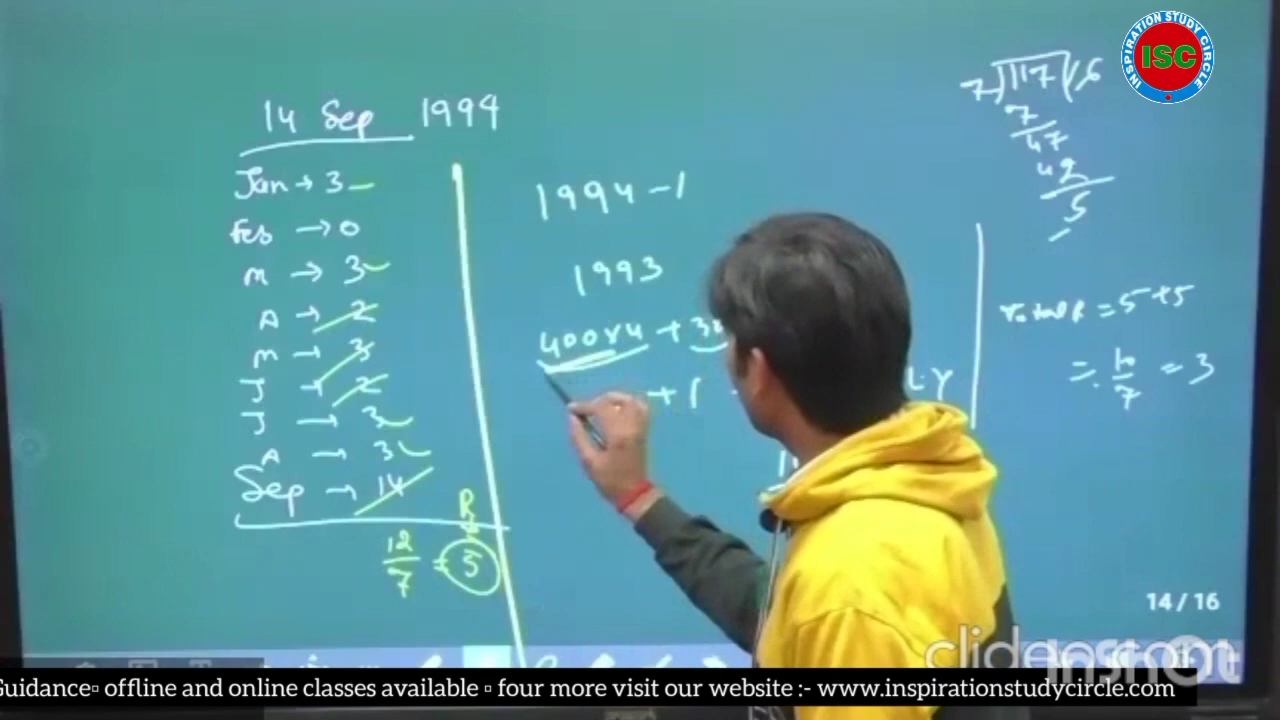 INSPIRATION STUDY CIRCLE
ISC
14 Sep 1994
Jan → 3
Feb → 0
M → 3
A → 2
M → 3
J → 2
J → 3
A → 3
Sep → 14
R
12/7 = 5
1994 - 1
1993
400×4 +
+ 1
L.Y
7)117(
7
47
42
5
= 5+5
= 10/7 = 3
14 / 16
Guidance▫ offline and online classes available ▫ four more visit our website :- www.inspirationstudycircle.com